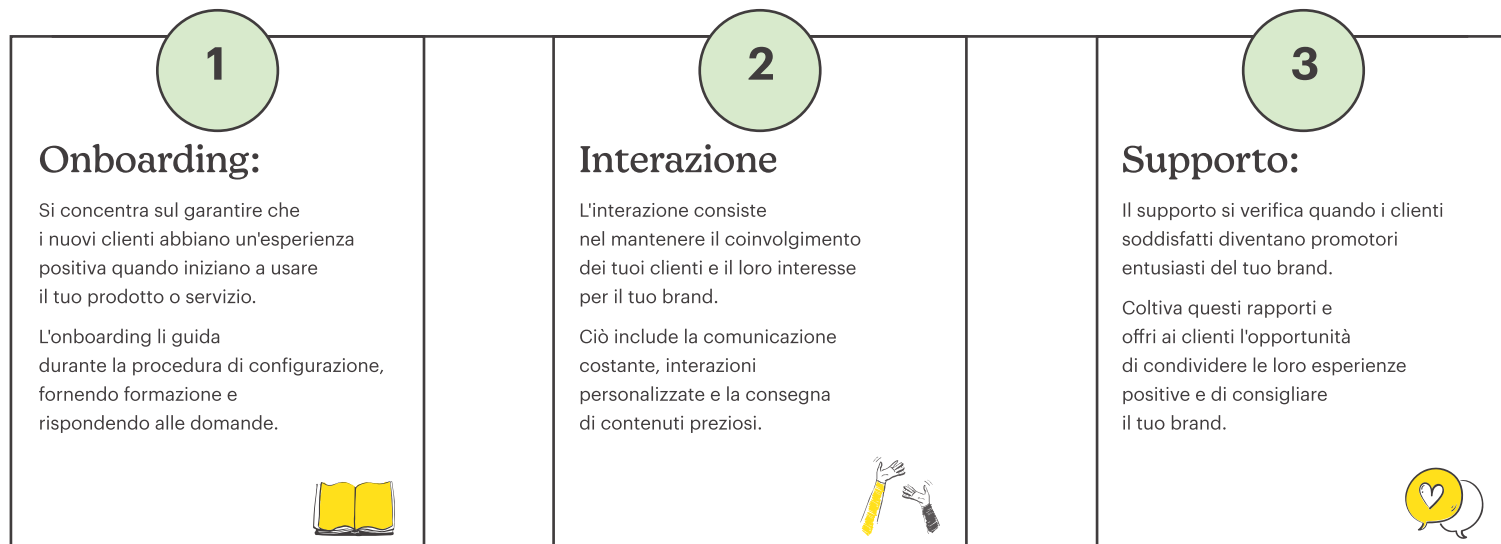 1
Onboarding:
Si concentra sul garantire che
i nuovi clienti abbiano un'esperienza
positiva quando iniziano a usare
il tuo prodotto o servizio.
L'onboarding li guida
durante la procedura di configurazione,
fornendo formazione e
rispondendo alle domande.
2
Interazione
L'interazione consiste
nel mantenere il coinvolgimento
dei tuoi clienti e il loro interesse
per il tuo brand.
Ciò include la comunicazione
costante, interazioni
personalizzate e la consegna
di contenuti preziosi.
3
Supporto:
Il supporto si verifica quando i clienti
soddisfatti diventano promotori
entusiasti del tuo brand.
Coltiva questi rapporti e
offri ai clienti l'opportunità
di condividere le loro esperienze
positive e di consigliare
il tuo brand.